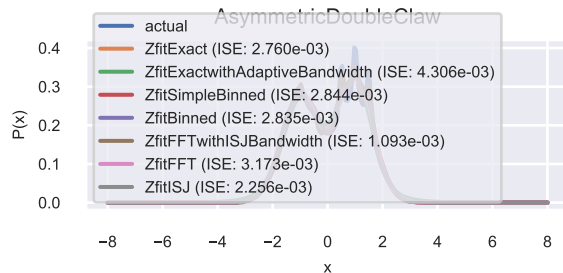 AsymmetricDoubleClaw
actual
ZfitExact (ISE: 2.760e-03)
ZfitExactwithAdaptiveBandwidth (ISE: 4.306e-03)
ZfitSimpleBinned (ISE: 2.844e-03)
ZfitBinned (ISE: 2.835e-03)
ZfitFFTwithISJBandwidth (ISE: 1.093e-03)
ZfitFFT (ISE: 3.173e-03)
ZfitISJ (ISE: 2.256e-03)
P(x)
0.4
0.3
0.2
0.1
0.0
−8 −6 −4 −2 0 2 4 6 8
x